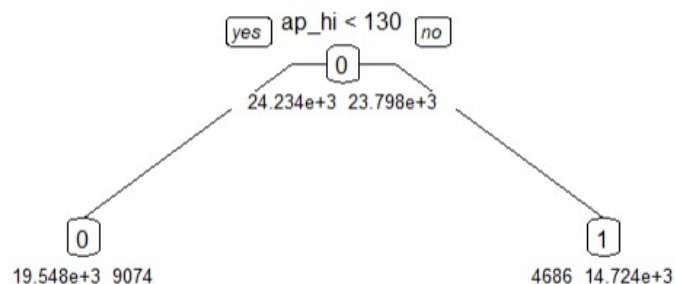 yes ap_hi < 130 no
0
24.234e+3 23.798e+3
0 1
19.548e+3 9074 4686 14.724e+3